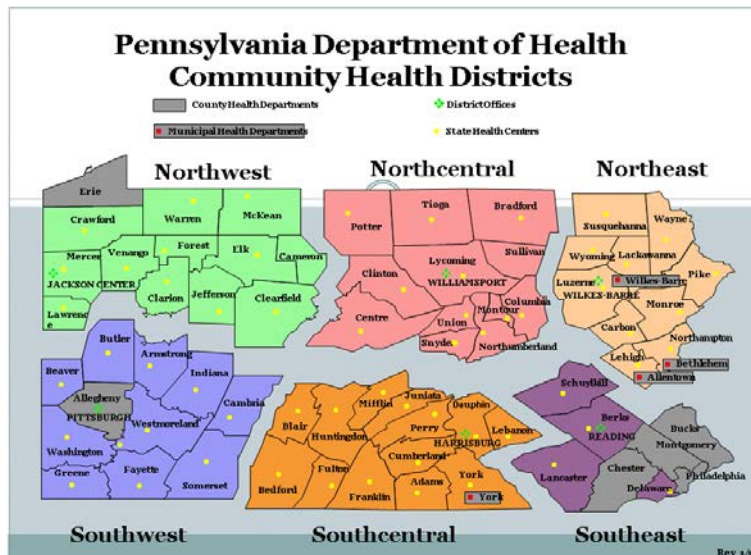 Pennsylvania Department of Health
Community Health Districts
County Health Departments
District Offices
Municipal Health Departments
State Health Centers
Northwest
Northcentral
Northeast
Erie
Crawford
Warren
McKean
Mercer
Venango
Forest
Elk
Cameron
JACKSON CENTER
Clarion
Jefferson
Clearfield
Lawrenc
e
Potter
Tioga
Bradford
Sullivan
Lycoming
WILLIAMSPORT
Clinton
Centre
Columbia
Montour
Union
Snyder
Northumberland
Susquehanna
Wayne
Wyoming
Lackawanna
Pike
Luzerne
Wilkes-Barre
WILKES-BARRE
Monroe
Carbon
Northampton
Lehigh
Bethlehem
Allentown
Butler
Armstrong
Beaver
Indiana
Allegheny
PITTSBURGH
Cambria
Westmoreland
Washington
Greene
Fayette
Somerset
Mifflin
Juniata
Dauphin
Blair
Huntingdon
Perry
HARRISBURG
Lebanon
Cumberland
Bedford
Fulton
Franklin
Adams
York
York
Schuylkill
Berks
READING
Lancaster
Bucks
Montgomery
Chester
Philadelphia
Delaware
Southwest
Southcentral
Southeast